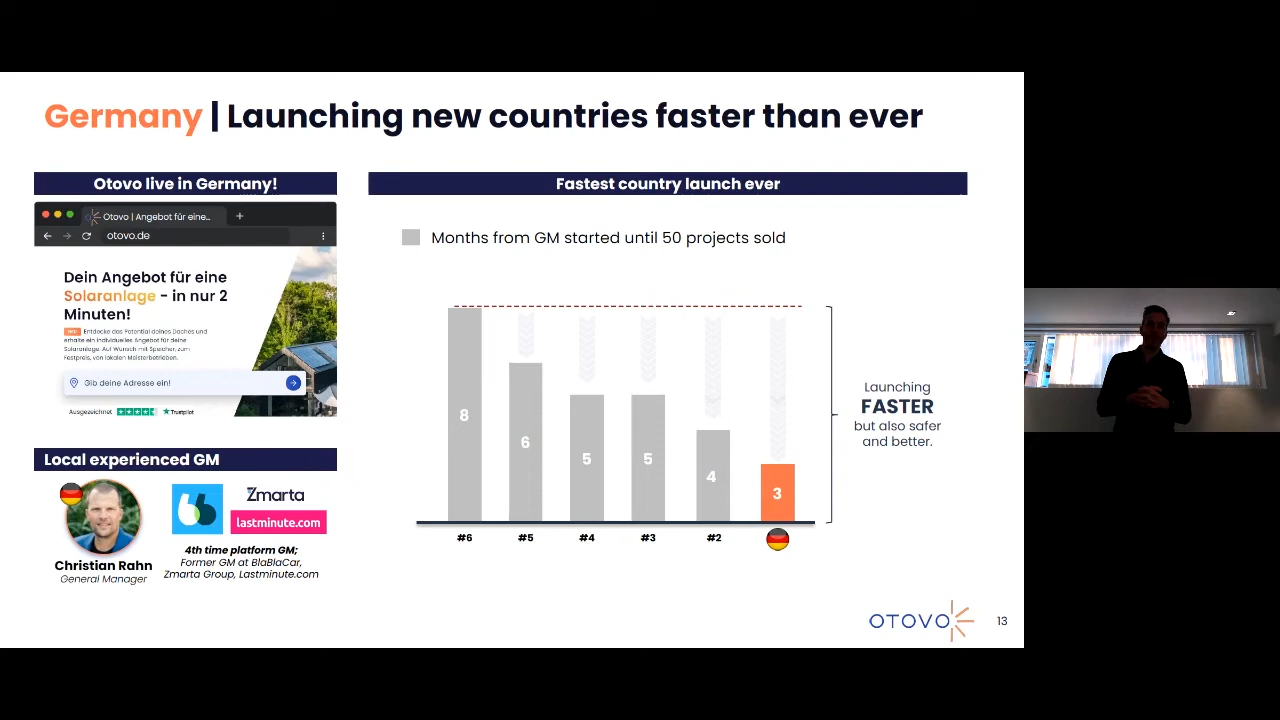 Germany | Launching new countries faster than ever
Otovo live in Germany!
Otovo | Angebot für eine...
otovo.de
Dein Angebot für eine
Solaranlage - in nur 2
Minuten!
NEU Entdecke das Potential deines Daches und
erhalte ein individuelles Angebot für deine
Solaranlage. Auf Wunsch mit Speicher, zum
Festpreis, von lokalen Meisterbetrieben.
Gib deine Adresse ein!
Ausgezeichnet
Trustpilot
Local experienced GM
Christian Rahn
General Manager
Zmarta
lastminute.com
4th time platform GM;
Former GM at BlaBlaCar,
Zmarta Group, Lastminute.com
Fastest country launch ever
Months from GM started until 50 projects sold
8
6
5
5
4
3
#6
#5
#4
#3
#2
Launching
FASTER
but also safer
and better.
OTOVO
13